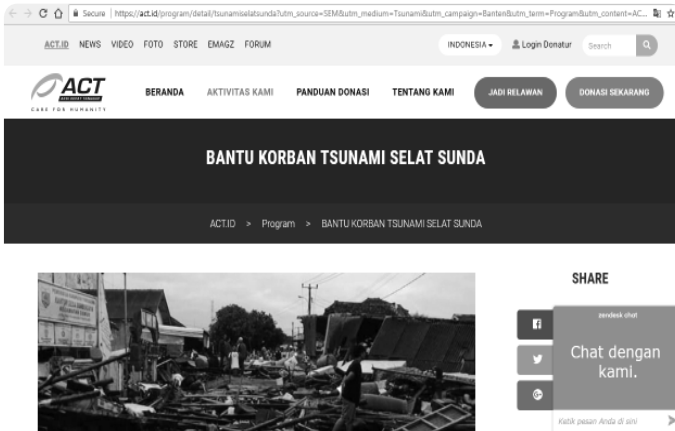 Secure | https://act.id/program/detail/tsunamiselatsunda?utm_source=SEM&utm_medium=Tsunami&utm_campaign=Banten&utm_term=Program&utm_content=AC...
ACT.ID NEWS VIDEO FOTO STORE EMAGZ FORUM INDONESIA Login Donatur Search
ACT
CARE FOR HUMANITY
BERANDA AKTIVITAS KAMI PANDUAN DONASI TENTANG KAMI JADI RELAWAN DONASI SEKARANG
BANTU KORBAN TSUNAMI SELAT SUNDA
ACT.ID > Program > BANTU KORBAN TSUNAMI SELAT SUNDA
SHARE
zendesk chat
Chat dengan
kami.
Ketik pesan Anda di sini